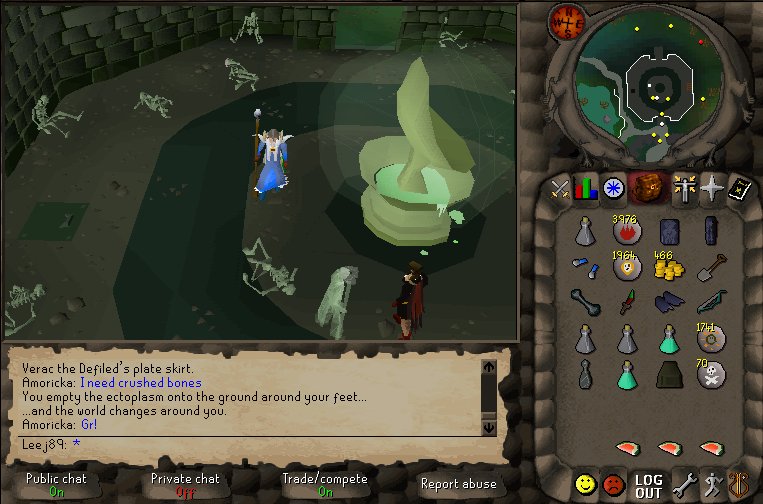 3976
1964
466
1741
70
Verac the Defiled's plate skirt.
Amoricka: I need crushed bones
You empty the ectoplasm onto the ground around your feet...
...and the world changes around you.
Amoricka: Gr!
Leej89: *
Public chat
On
Private chat
Off
Trade/compete
On
Report abuse
LOG
OUT